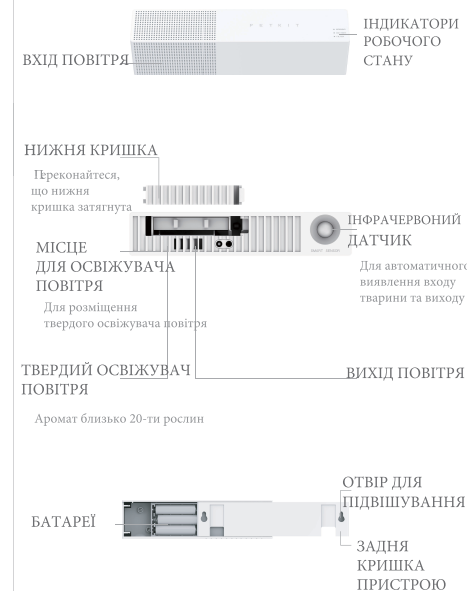 ІНДИКАТОРИ
РОБОЧОГО
СТАНУ
ВХІД ПОВІТРЯ
НИЖНЯ КРИШКА
Переконайтеся,
що нижня
кришка затягнута
ІНФРАЧЕРВОНИЙ
ДАТЧИК
Для автоматичного
виявлення входу
тварини та виходу
МІСЦЕ
ДЛЯ ОСВІЖУВАЧА
ПОВІТРЯ
Для розміщення
твердого освіжувача повітря
ТВЕРДИЙ ОСВІЖУВАЧ
ПОВІТРЯ
Аромат близько 20-ти рослин
ВИХІД ПОВІТРЯ
ОТВІР ДЛЯ
ПІДВІШУВАННЯ
БАТАРЕЇ
ЗАДНЯ
КРИШКА
ПРИСТРОЮ